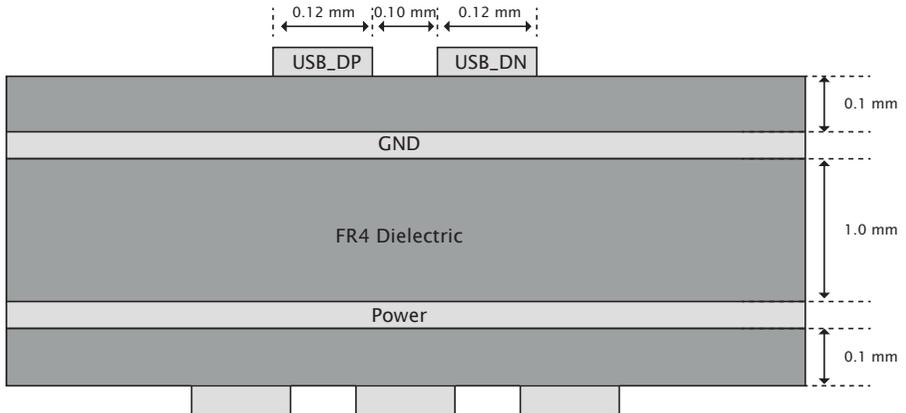 0.12 mm 0.10 mm 0.12 mm
USB_DP USB_DN
0.1 mm
GND
1.0 mm
FR4 Dielectric
Power
0.1 mm